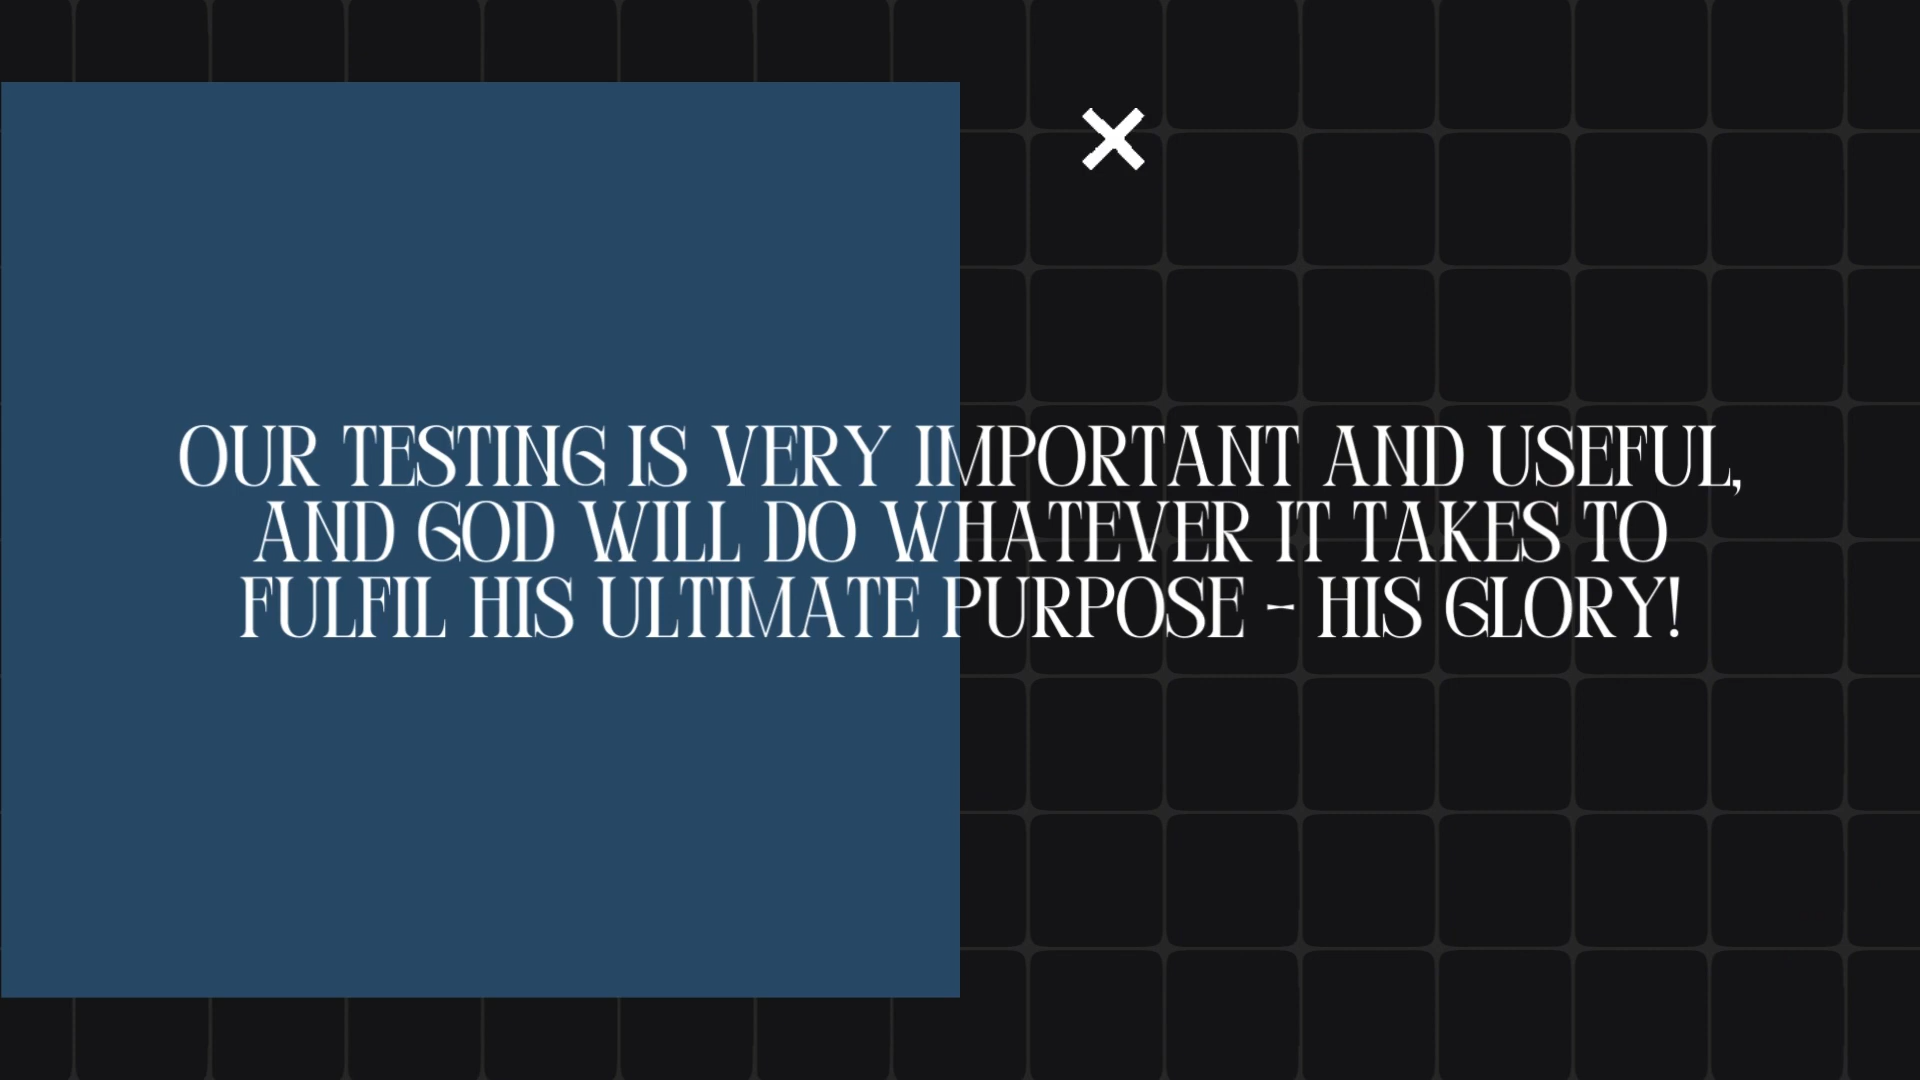 OUR TESTING IS VERY IMPORTANT AND USEFUL,
AND GOD WILL DO WHATEVER IT TAKES TO
FULFIL HIS ULTIMATE PURPOSE - HIS GLORY!